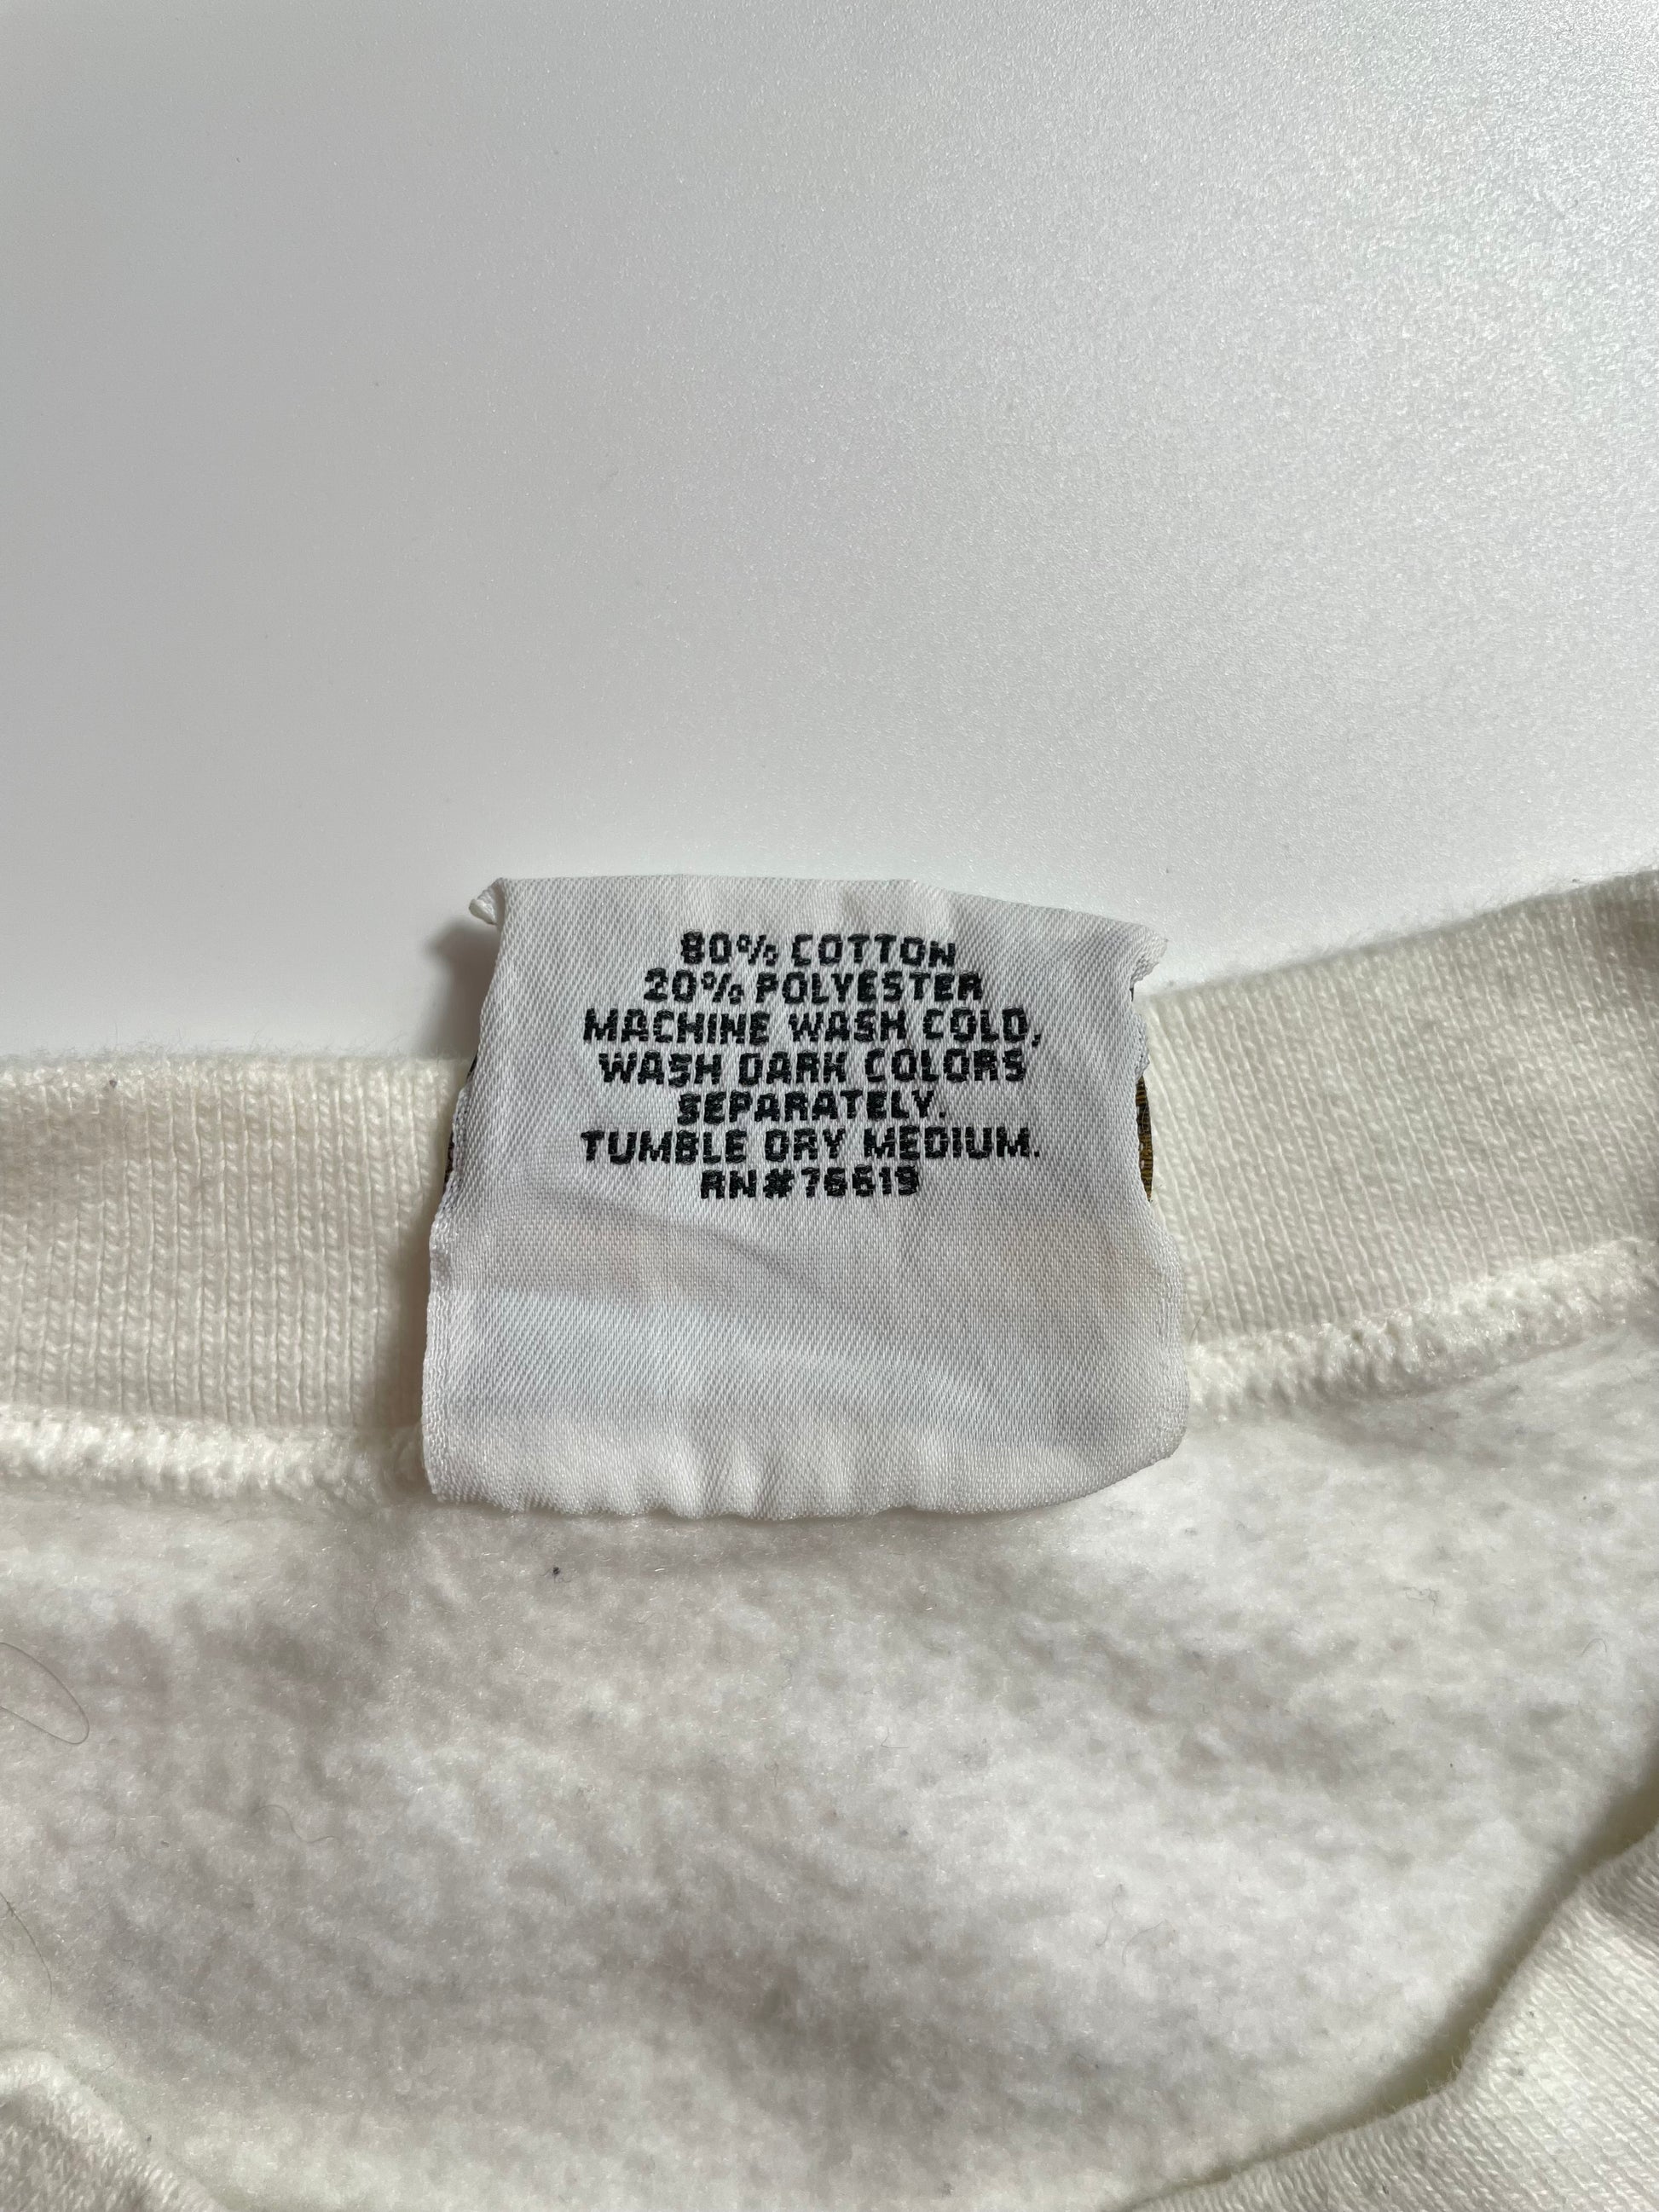 80% COTTON
20% POLYESTER
MACHINE WASH COLD,
WASH DARK COLORS
SEPARATELY.
TUMBLE DRY MEDIUM.
RN#76619